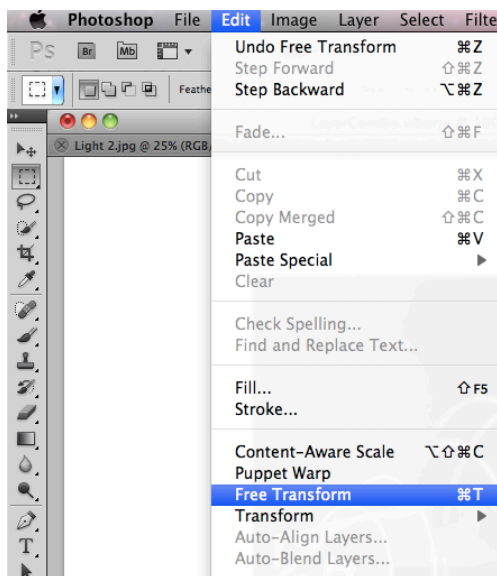 Photoshop File Edit Image Layer Select Filte
Ps Br Mb
Feathe
Light 2.jpg @ 25% (RGB/
Undo Free Transform ⌘Z
Step Forward ⇧⌘Z
Step Backward ⌥⌘Z
Fade... ⇧⌘F
Cut ⌘X
Copy ⌘C
Copy Merged ⇧⌘C
Paste ⌘V
Paste Special ▶
Clear
Check Spelling...
Find and Replace Text...
Fill... ⇧F5
Stroke...
Content-Aware Scale ⌥⇧⌘C
Puppet Warp
Free Transform ⌘T
Transform ▶
Auto-Align Layers...
Auto-Blend Layers...
T